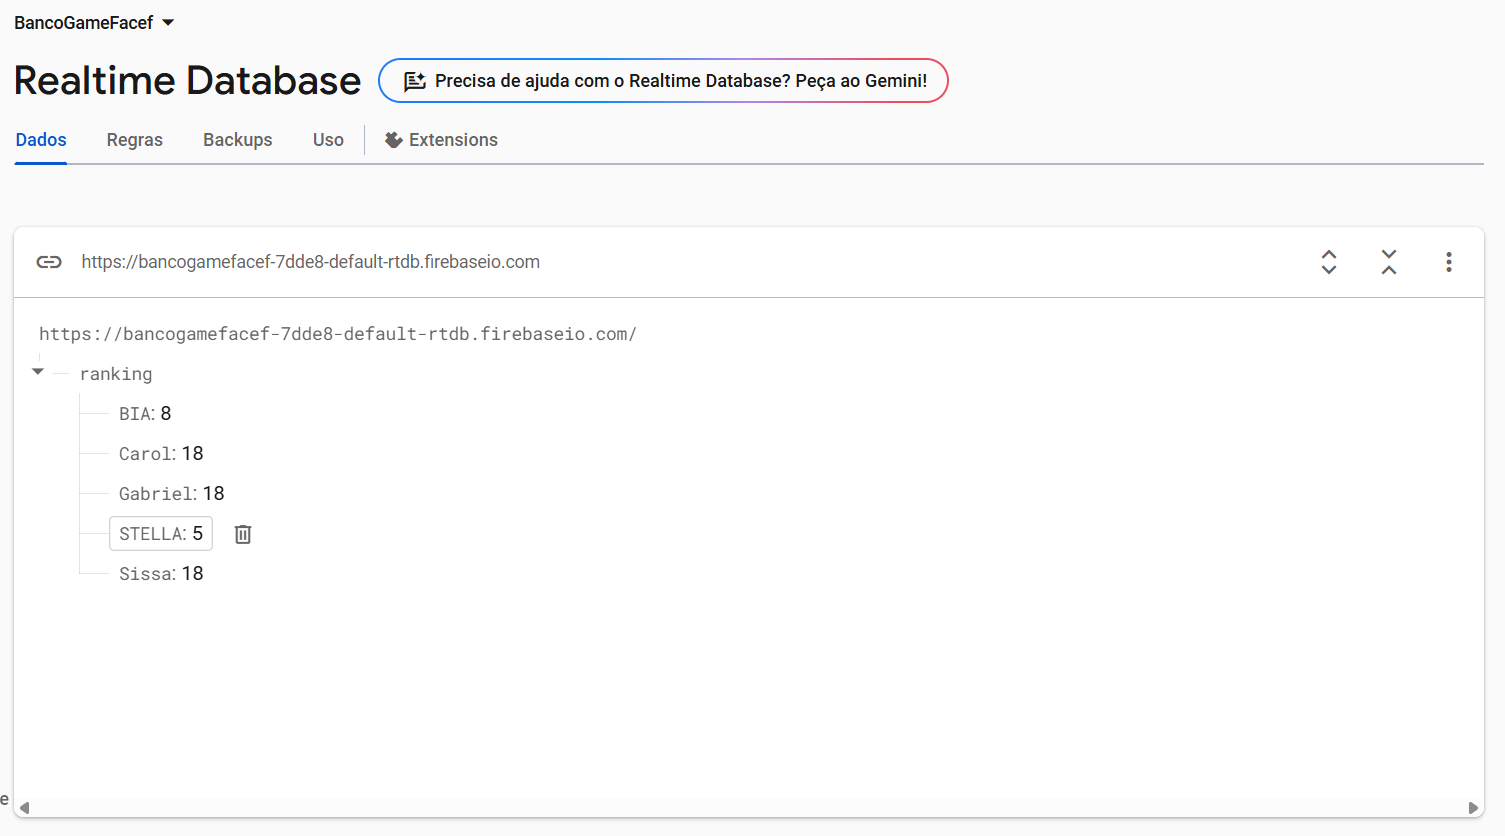 BancoGameFacef
Realtime Database
Precisa de ajuda com o Realtime Database? Peça ao Gemini!
Dados Regras Backups Uso Extensions
https://bancogamefacef-7dde8-default-rtdb.firebaseio.com
https://bancogamefacef-7dde8-default-rtdb.firebaseio.com/
ranking
BIA: 8
Carol: 18
Gabriel: 18
STELLA: 5
Sissa: 18
e